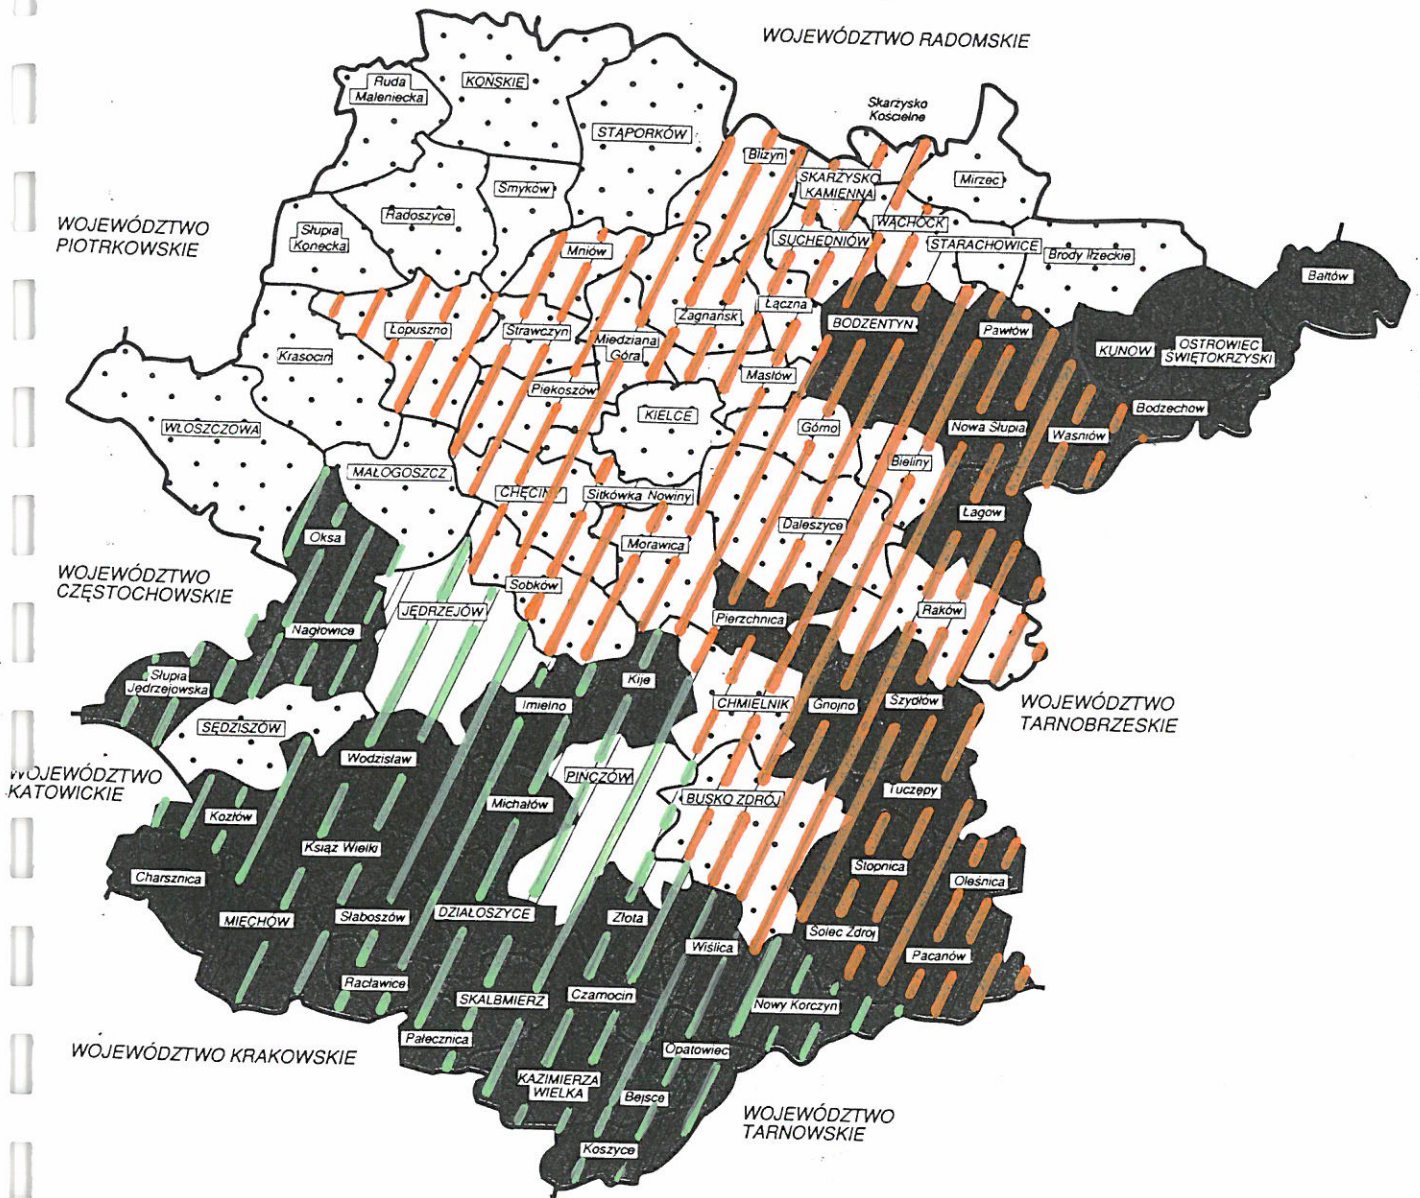 WOJEWÓDZTWO RADOMSKIE
Ruda
Maleniecka
KOŃSKIE
Skarżysko
Kościelne
STĄPORKÓW
Bliżyn
SKARŻYSKO
KAMIENNA
Mirzec
Smyków
WOJEWÓDZTWO
PIOTRKOWSKIE
Radoszyce
Słupia
Konecka
WĄCHOCK
SUCHEDNIÓW
STARACHOWICE
Mniów
Brody Iłżeckie
Bałtów
Łączna
Zagnańsk
BODZENTYN
Pawłów
Łopuszno
Strawczyn
Miedziana
Góra
KUNÓW
OSTROWIEC
ŚWIĘTOKRZYSKI
Krasocin
Masłów
Piekoszów
KIELCE
Bodzechów
WŁOSZCZOWA
Górno
Nowa Słupia
Waśniów
Bieliny
MAŁOGOSZCZ
CHĘCINY
Sitkówka Nowiny
Łagów
Daleszyce
Oksa
Morawica
WOJEWÓDZTWO
CZĘSTOCHOWSKIE
Sobków
JĘDRZEJÓW
Raków
Pierzchnica
Nagłowice
Słupia
Jędrzejowska
Kije
Imielno
CHMIELNIK
Gnojno
Szydłów
WOJEWÓDZTWO
TARNOBRZESKIE
SĘDZISZÓW
Wodzisław
WOJEWÓDZTWO
KATOWICKIE
PIŃCZÓW
Michałów
BUSKO ZDRÓJ
Tuczępy
Kozłów
Książ Wielki
Stopnica
Charsznica
Oleśnica
MIECHÓW
Słaboszów
DZIAŁOSZYCE
Złota
Solec Zdrój
Wiślica
Pacanów
Racławice
SKALBMIERZ
Czarnocin
Nowy Korczyn
Pałecznica
Opatowiec
WOJEWÓDZTWO KRAKOWSKIE
KAZIMIERZA
WIELKA
Bejsce
WOJEWÓDZTWO
TARNOWSKIE
Koszyce